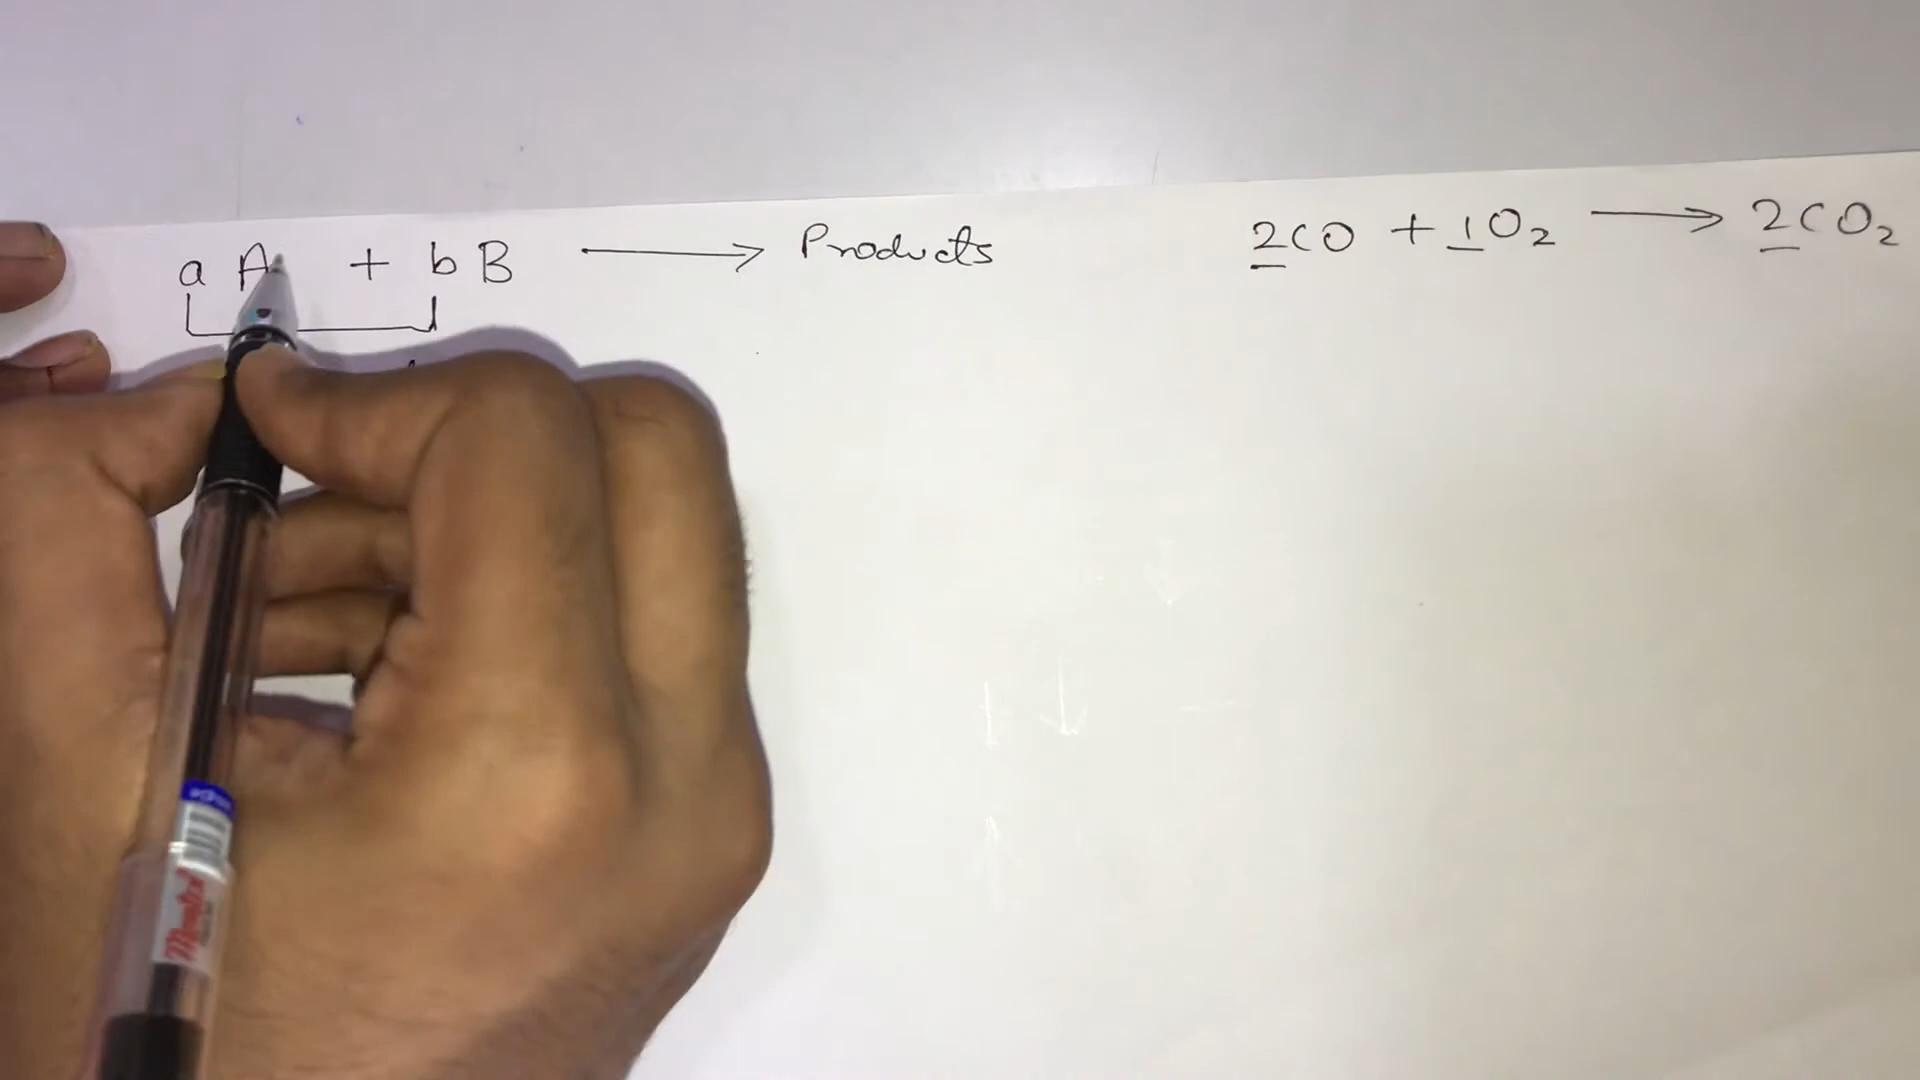 a A + b B ⟶ Products
2CO + 1O₂ ⟶ 2CO₂